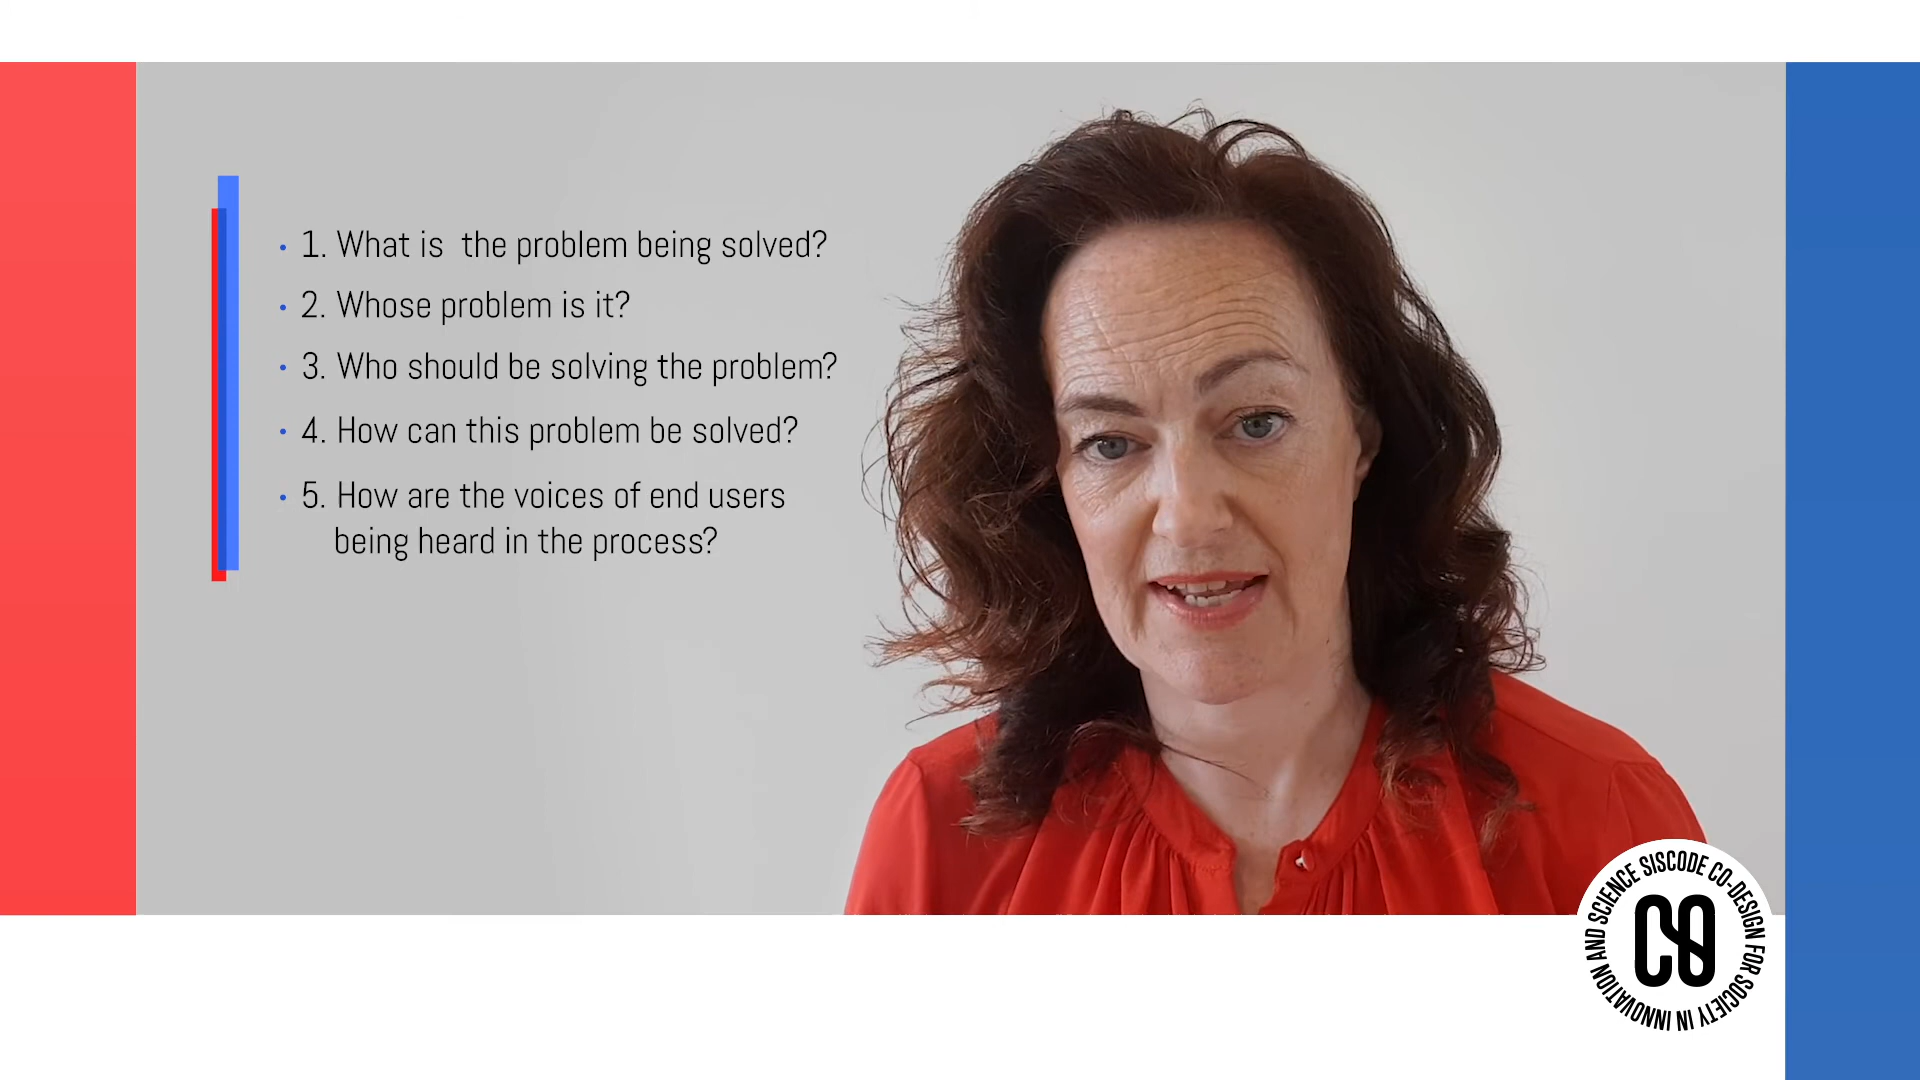 • 1. What is  the problem being solved?
• 2. Whose problem is it?
• 3. Who should be solving the problem?
• 4. How can this problem be solved?
• 5. How are the voices of end users
being heard in the process?
SISCODE CO-DESIGN FOR SOCIETY IN INNOVATION AND SCIENCE
CO